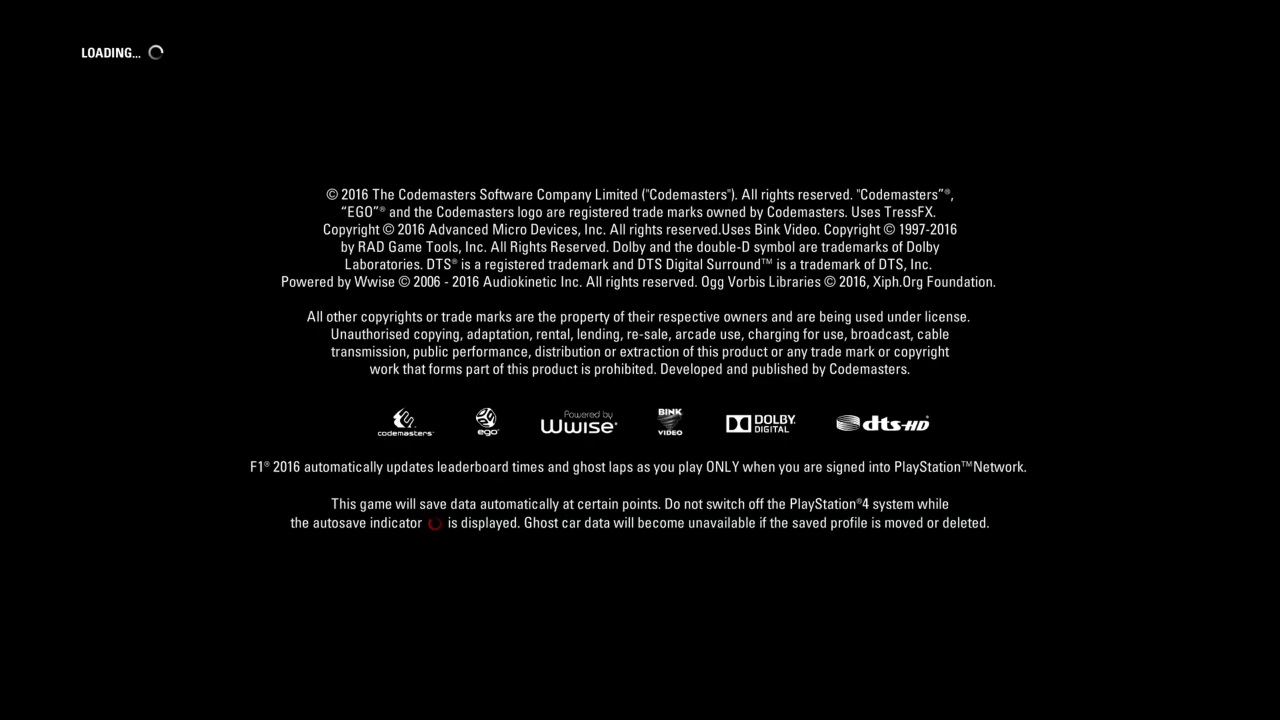 LOADING...
© 2016 The Codemasters Software Company Limited ("Codemasters"). All rights reserved. "Codemasters”®,
“EGO”® and the Codemasters logo are registered trade marks owned by Codemasters. Uses TressFX.
Copyright © 2016 Advanced Micro Devices, Inc. All rights reserved.Uses Bink Video. Copyright © 1997-2016
by RAD Game Tools, Inc. All Rights Reserved. Dolby and the double-D symbol are trademarks of Dolby
Laboratories. DTS® is a registered trademark and DTS Digital Surround™ is a trademark of DTS, Inc.
Powered by Wwise © 2006 - 2016 Audiokinetic Inc. All rights reserved. Ogg Vorbis Libraries © 2016, Xiph.Org Foundation.
All other copyrights or trade marks are the property of their respective owners and are being used under license.
Unauthorised copying, adaptation, rental, lending, re-sale, arcade use, charging for use, broadcast, cable
transmission, public performance, distribution or extraction of this product or any trade mark or copyright
work that forms part of this product is prohibited. Developed and published by Codemasters.
codemasters™
ego™
Powered by
wwise®
BINK
VIDEO
DOLBY.
DIGITAL
dts-HD®
F1® 2016 automatically updates leaderboard times and ghost laps as you play ONLY when you are signed into PlayStation™Network.
This game will save data automatically at certain points. Do not switch off the PlayStation®4 system while
the autosave indicator is displayed. Ghost car data will become unavailable if the saved profile is moved or deleted.